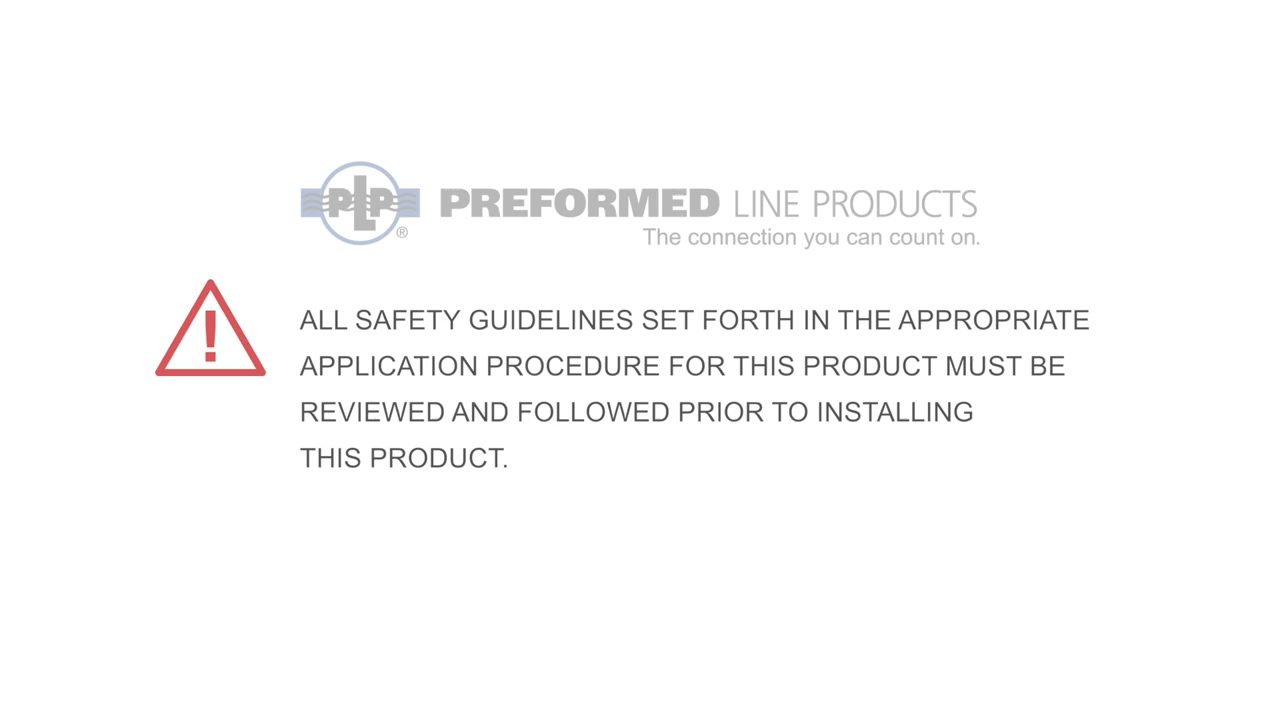 PLP®
PREFORMED LINE PRODUCTS
The connection you can count on.
!
ALL SAFETY GUIDELINES SET FORTH IN THE APPROPRIATE
APPLICATION PROCEDURE FOR THIS PRODUCT MUST BE
REVIEWED AND FOLLOWED PRIOR TO INSTALLING
THIS PRODUCT.